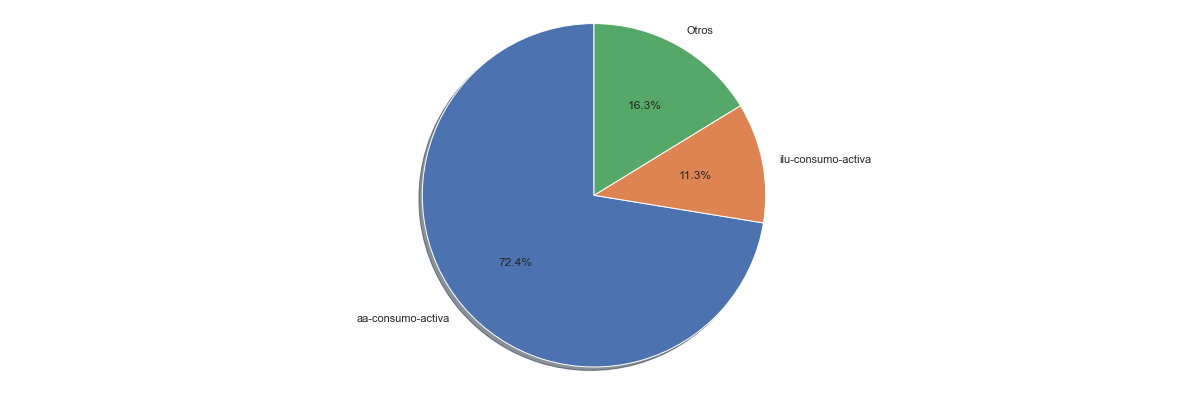 Otros
16.3%
ilu-consumo-activa
11.3%
72.4%
aa-consumo-activa